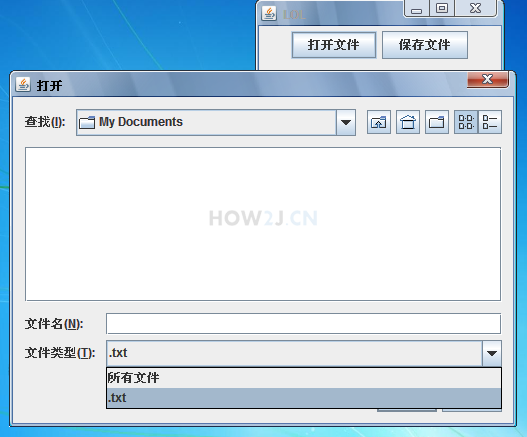 LOL
打开文件 保存文件
打开
查找(I): My Documents
HOW2J.CN
文件名(N):
文件类型(T): .txt
所有文件
.txt